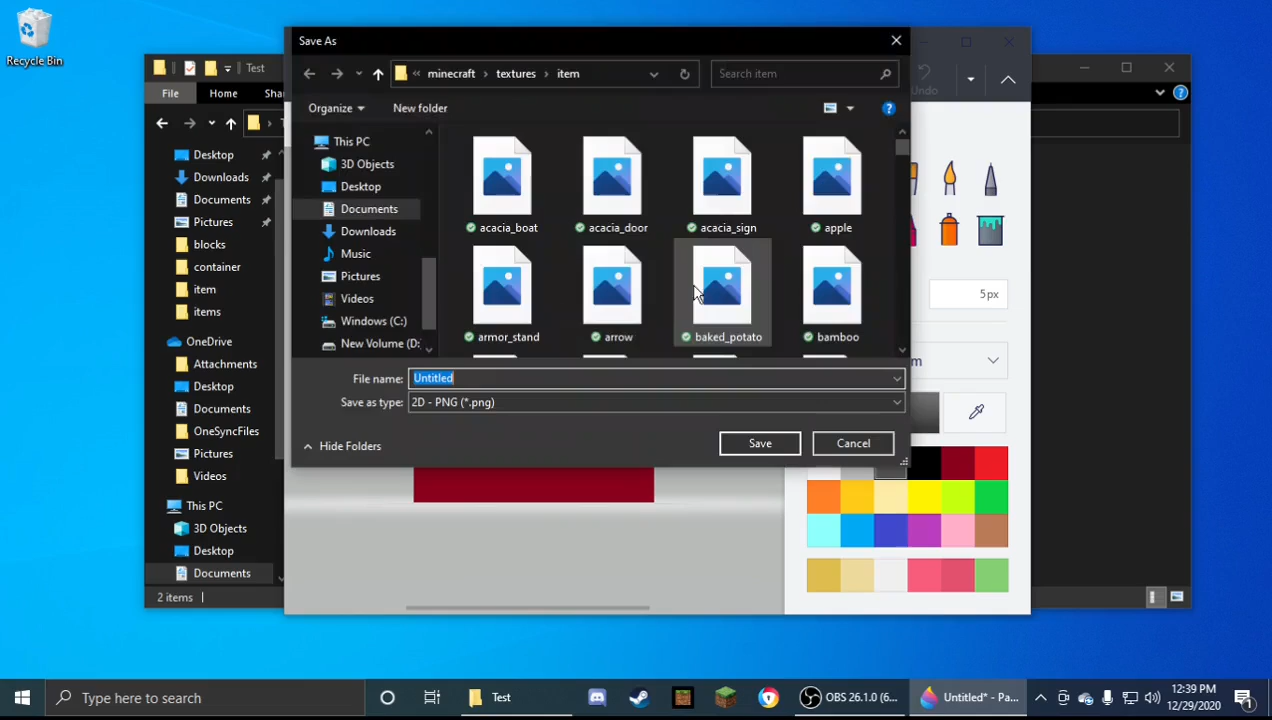 Recycle Bin
Test
File
Home
Sha
Desktop
Downloads
Documents
Pictures
blocks
container
item
items
OneDrive
Attachments
Desktop
Documents
OneSyncFiles
Pictures
Videos
This PC
3D Objects
Desktop
Documents
2 items
Save As
minecraft
textures
item
Search item
Organize
New folder
This PC
3D Objects
Desktop
Documents
Downloads
Music
Pictures
Videos
Windows (C:)
New Volume (D:
acacia_boat
acacia_door
acacia_sign
apple
armor_stand
arrow
baked_potato
bamboo
File name:
Untitled
Save as type:
2D - PNG (*.png)
Hide Folders
Save
Cancel
Undo
5px
m
Type here to search
Test
OBS 26.1.0 (6...
Untitled* - Pa...
12:39 PM
12/29/2020
1